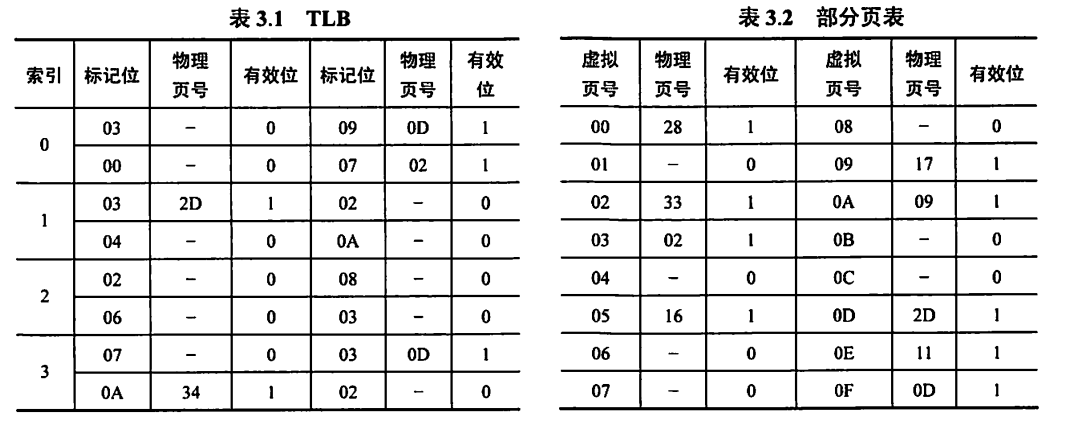 表 3.1 TLB
索引 标记位 物理页号 有效位 标记位 物理页号 有效位
0 03 – 0 09 0D 1
00 – 0 07 02 1
1 03 2D 1 02 – 0
04 – 0 0A – 0
2 02 – 0 08 – 0
06 – 0 03 – 0
3 07 – 0 03 0D 1
0A 34 1 02 – 0
表 3.2 部分页表
虚拟页号 物理页号 有效位 虚拟页号 物理页号 有效位
00 28 1 08 – 0
01 – 0 09 17 1
02 33 1 0A 09 1
03 02 1 0B – 0
04 – 0 0C – 0
05 16 1 0D 2D 1
06 – 0 0E 11 1
07 – 0 0F 0D 1